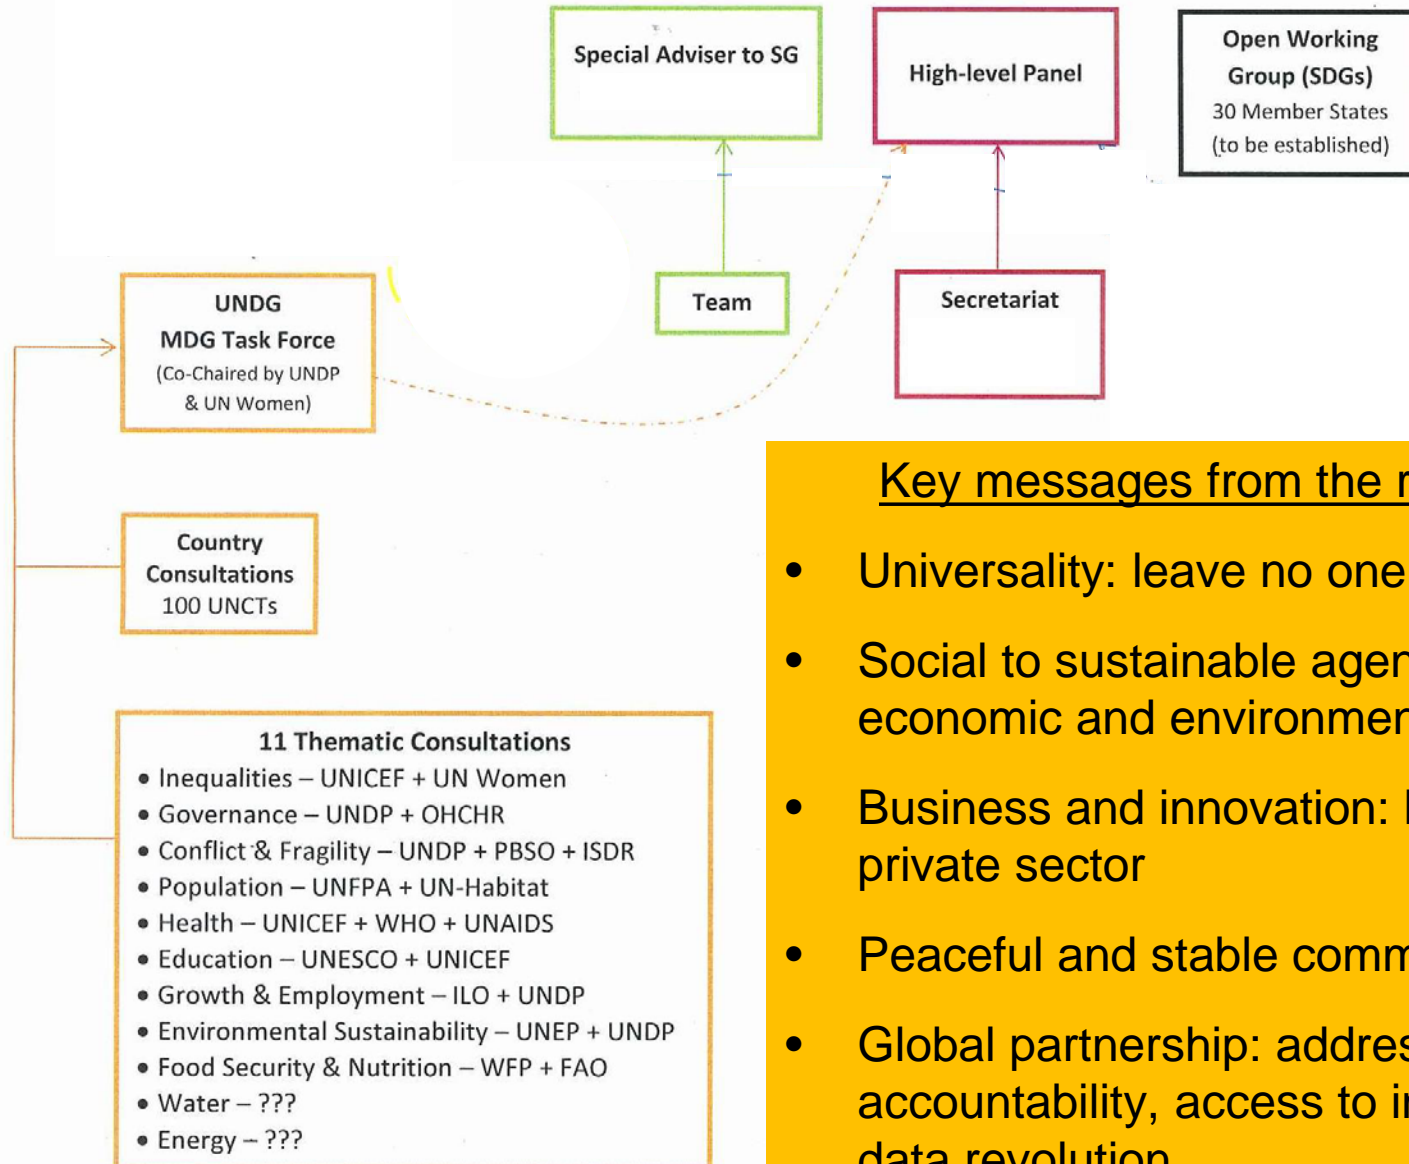 Special Adviser to SG
High-level Panel
Open Working
Group (SDGs)
30 Member States
(to be established)
UNDG
MDG Task Force
(Co-Chaired by UNDP
& UN Women)
Team
Secretariat
Country
Consultations
100 UNCTs
11 Thematic Consultations
• Inequalities – UNICEF + UN Women
• Governance – UNDP + OHCHR
• Conflict & Fragility – UNDP + PBSO + ISDR
• Population – UNFPA + UN-Habitat
• Health – UNICEF + WHO + UNAIDS
• Education – UNESCO + UNICEF
• Growth & Employment – ILO + UNDP
• Environmental Sustainability – UNEP + UNDP
• Food Security & Nutrition – WFP + FAO
• Water – ???
• Energy – ???
Key messages from the
• Universality: leave no one
• Social to sustainable
economic and
• Business and innovation:
private sector
• Peaceful and stable
• Global partnership:
accountability, access to
data revolution